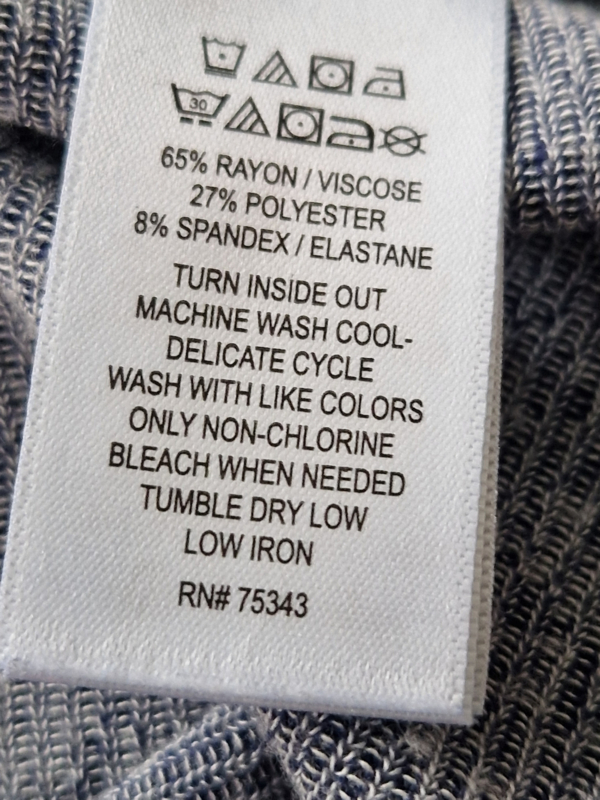 30
65% RAYON / VISCOSE
27% POLYESTER
8% SPANDEX / ELASTANE
TURN INSIDE OUT
MACHINE WASH COOL-
DELICATE CYCLE
WASH WITH LIKE COLORS
ONLY NON-CHLORINE
BLEACH WHEN NEEDED
TUMBLE DRY LOW
LOW IRON
RN# 75343